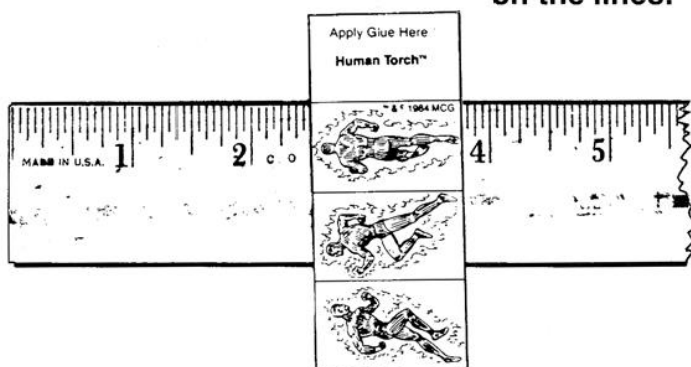 on the lines.
Apply Glue Here
Human Torch™
™ & © 1984 MCG
MADE IN U.S.A.
1 2 C O 4 5